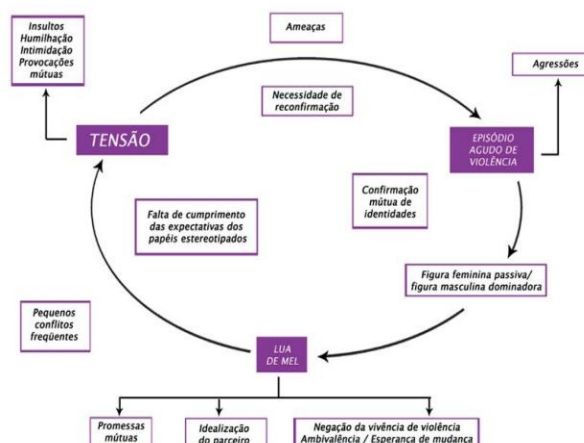 Insultos
Humilhação
Intimidação
Provocações
mútuas
Ameaças
Agressões
Necessidade de
reconfirmação
TENSÃO
EPISÓDIO
AGUDO DE
VIOLÊNCIA
Confirmação
mútua de
identidades
Falta de cumprimento
das expectativas dos
papéis estereotipados
Figura feminina passiva/
figura masculina dominadora
Pequenos
conflitos
freqüentes
LUA
DE MEL
Promessas
mútuas
Idealização
do parceiro
Negação da vivência de violência
Ambivalência / Esperança de mudança